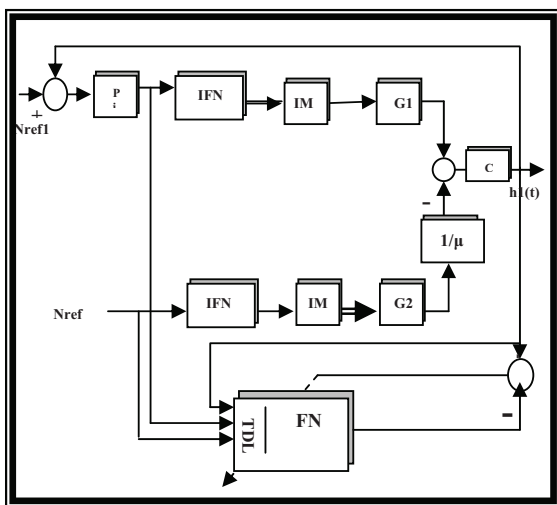 P
IFN
IM
G1
+
Nref1
C
-
h1(t)
1/μ
IFN
IM
G2
Nref
FN
TDL
-